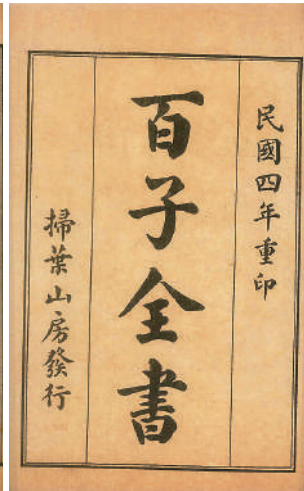 民國四年重印
百子全書
掃葉山房發行